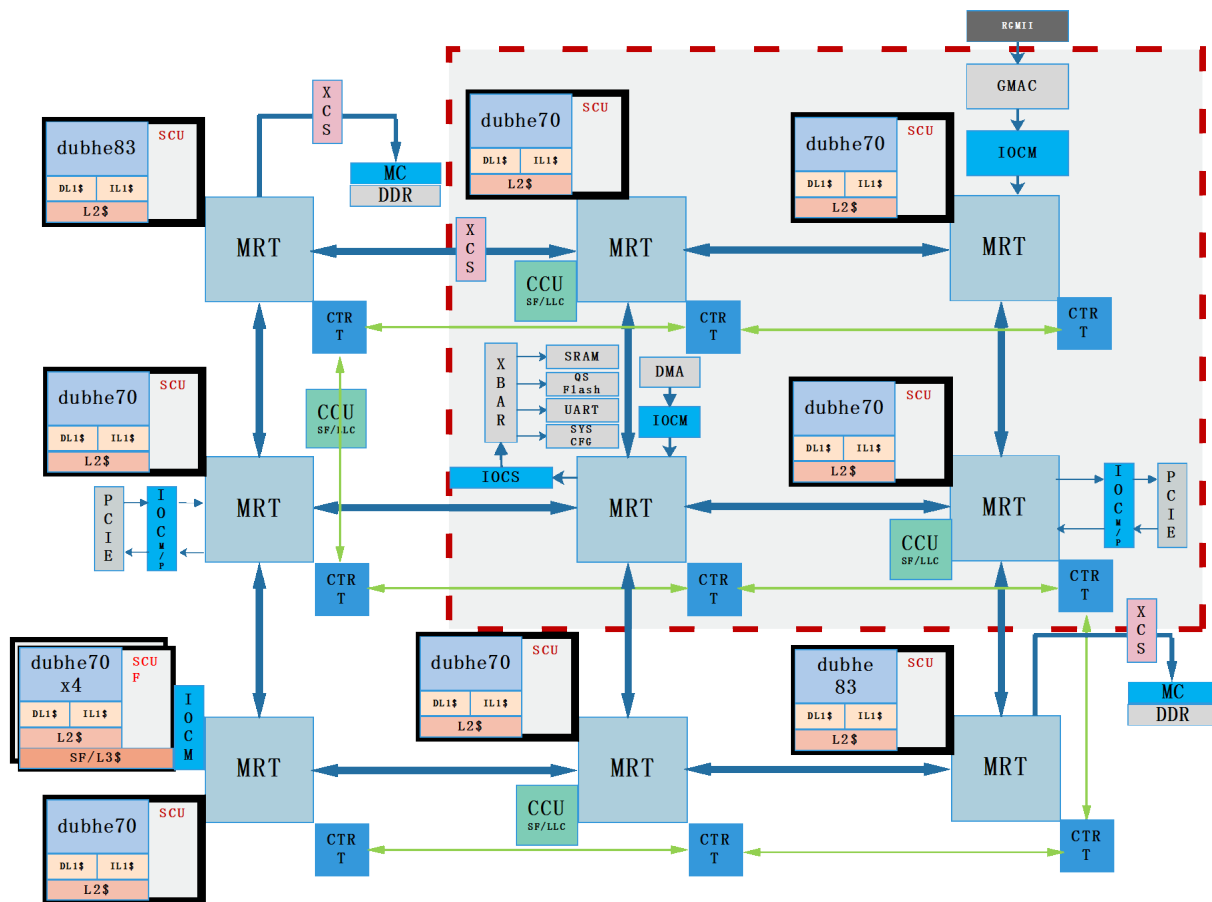 RGMII
GMAC
IOCM
X
C
S
MC
DDR
dubhe83
SCU
DL1$
IL1$
L2$
MRT
dubhe70
SCU
DL1$
IL1$
L2$
MRT
dubhe70
SCU
DL1$
IL1$
L2$
MRT
X
C
S
CCU
SF/LLC
CTR
T
CTR
T
CTR
T
dubhe70
SCU
DL1$
IL1$
L2$
CCU
SF/LLC
X
B
A
R
SRAM
QS
Flash
UART
SYS
CFG
DMA
IOCM
IOCS
dubhe70
SCU
DL1$
IL1$
L2$
P
C
I
E
I
O
C
M/P
MRT
MRT
MRT
I
O
C
M/P
P
C
I
E
CCU
SF/LLC
CTR
T
CTR
T
CTR
T
dubhe70
x4
SCU
F
DL1$
IL1$
L2$
SF/L3$
I
O
C
M
MRT
dubhe70
SCU
DL1$
IL1$
L2$
MRT
dubhe
83
SCU
DL1$
IL1$
L2$
MRT
X
C
S
MC
DDR
CCU
SF/LLC
dubhe70
SCU
DL1$
IL1$
L2$
CTR
T
CTR
T
CTR
T